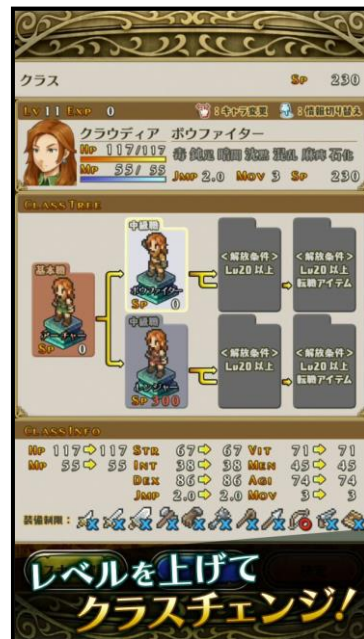 クラス Sp 230
Lv 11 Exp 0 :キャラ変更 :情報切り替え
クラウディア ボウファイター
Hp 117/117 毒 鈍足 暗闇 沈黙 混乱 麻痺 石化
Mp 55/ 55 Jmp 2.0 Mov 3 Sp 230
ClassTree
中級職
<解放条件>
Lv20 以上
<解放条件>
Lv20 以上
転職アイテム
ボウファイター
Sp 0
基本職
アーチャー
Sp 0
中級職
<解放条件>
Lv20 以上
<解放条件>
Lv20 以上
転職アイテム
レンジャー
Sp 300
ClassInfo
Hp 117⇨117 Str 67⇨ 67 Vit 71⇨ 71
Mp 55⇨ 55 Int 38⇨ 38 Men 45⇨ 45
Dex 86⇨ 86 Agi 74⇨ 74
Jmp 2.0⇨ 2.0 Mov 3⇨ 3
装備制限:
レベルを上げて
クラスチェンジ!